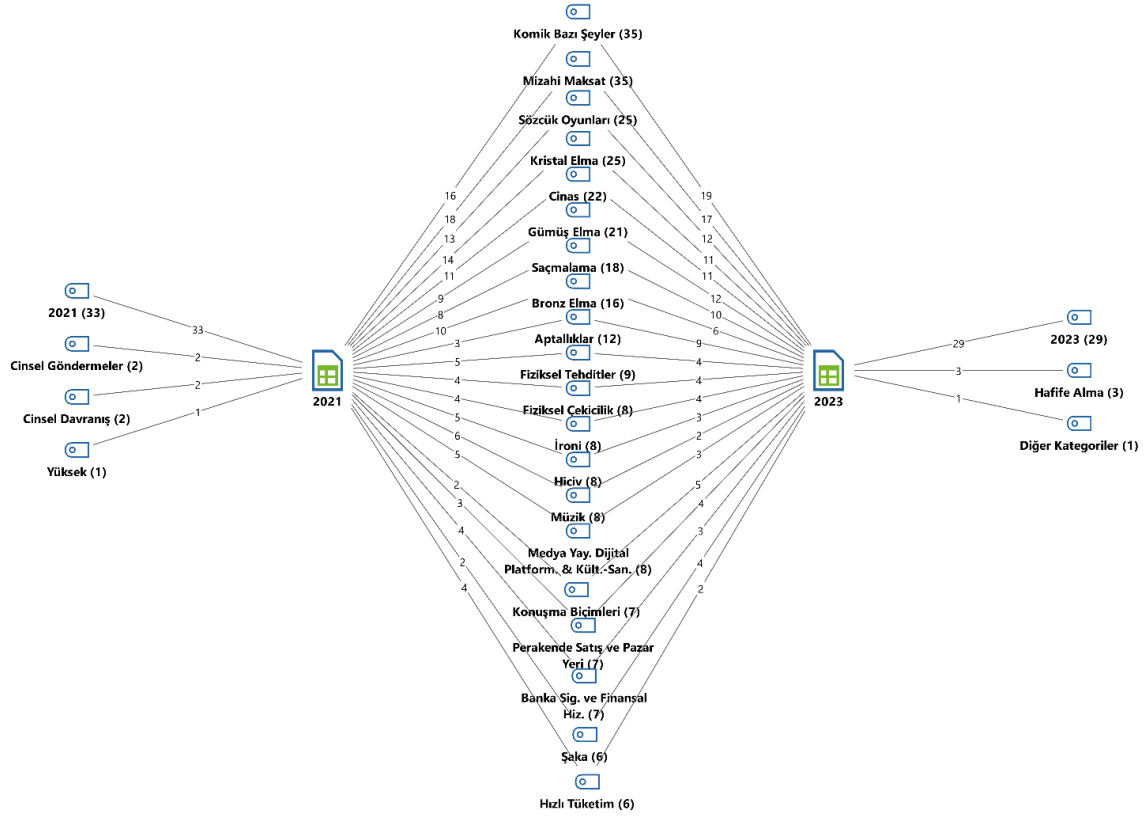 Komik Bazı Şeyler (35)
Mizahi Maksat (35)
Sözcük Oyunları (25)
Kristal Elma (25)
Cinas (22)
Gümüş Elma (21)
Saçmalama (18)
Bronz Elma (16)
Aptallıklar (12)
Fiziksel Tehditler (9)
Fiziksel Çekicilik (8)
İroni (8)
Hiciv (8)
Müzik (8)
Medya Yay. Dijital
Platform. & Kült.-San. (8)
Konuşma Biçimleri (7)
Perakende Satış ve Pazar
Yeri (7)
Banka Sig. ve Finansal
Hiz. (7)
Şaka (6)
Hızlı Tüketim (6)
2021 (33)
Cinsel Göndermeler (2)
Cinsel Davranış (2)
Yüksek (1)
33
2
2
1
2021
16
18
13
14
11
9
8
10
3
5
4
4
5
6
5
2
3
4
2
4
19
17
12
11
11
12
10
6
9
4
4
4
3
2
3
5
4
3
4
2
2023
29
3
1
2023 (29)
Hafife Alma (3)
Diğer Kategoriler (1)